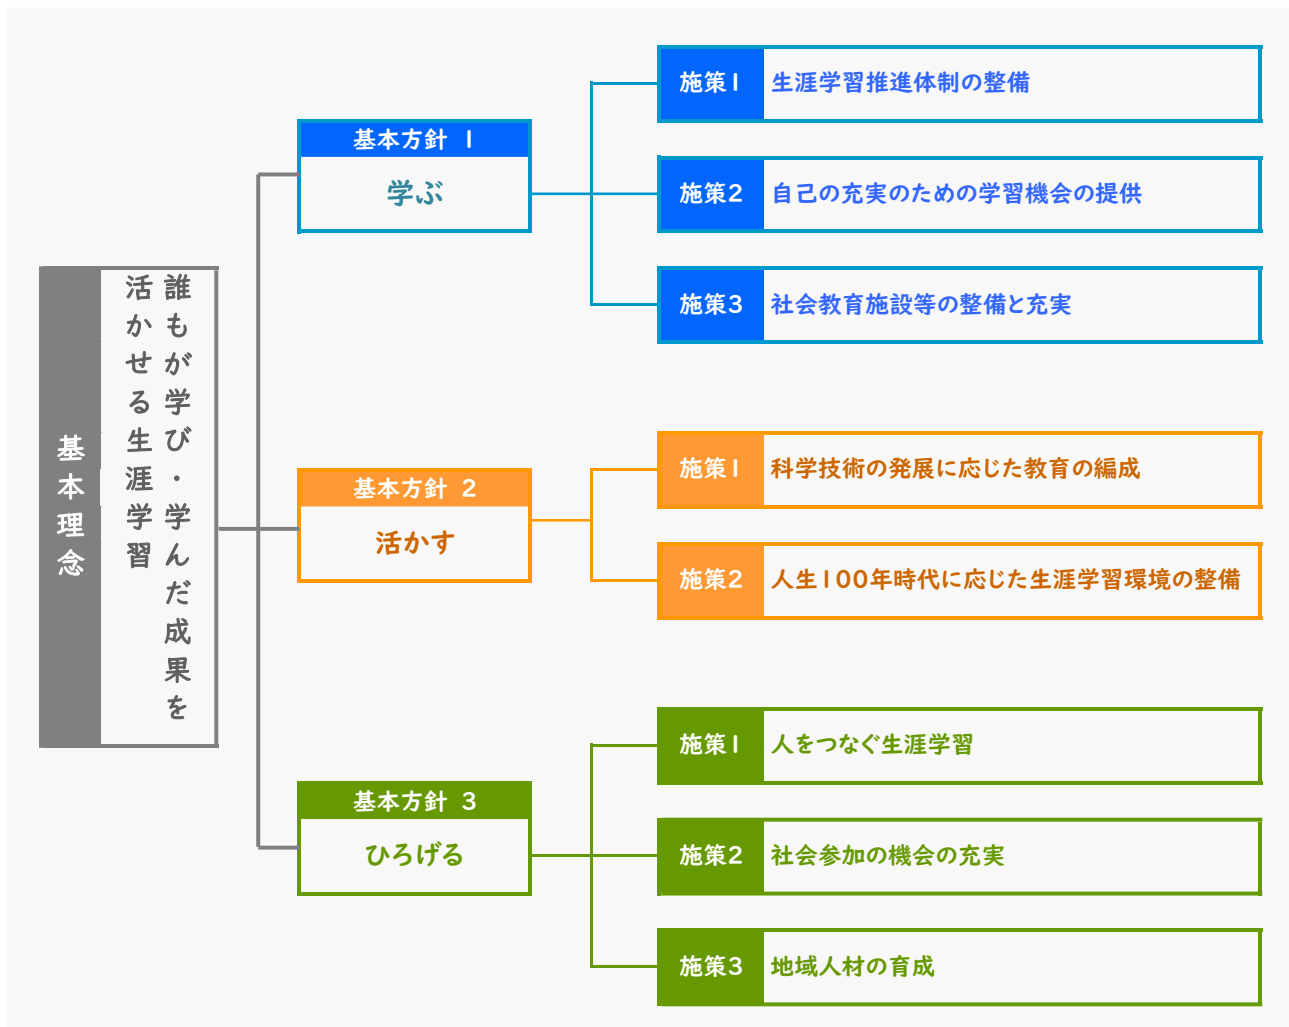 基本理念
誰もが学び・学んだ成果を
活かせる生涯学習
基本方針 1
学ぶ
施策1 生涯学習推進体制の整備
施策2 自己の充実のための学習機会の提供
施策3 社会教育施設等の整備と充実
基本方針 2
活かす
施策1 科学技術の発展に応じた教育の編成
施策2 人生100年時代に応じた生涯学習環境の整備
基本方針 3
ひろげる
施策1 人をつなぐ生涯学習
施策2 社会参加の機会の充実
施策3 地域人材の育成